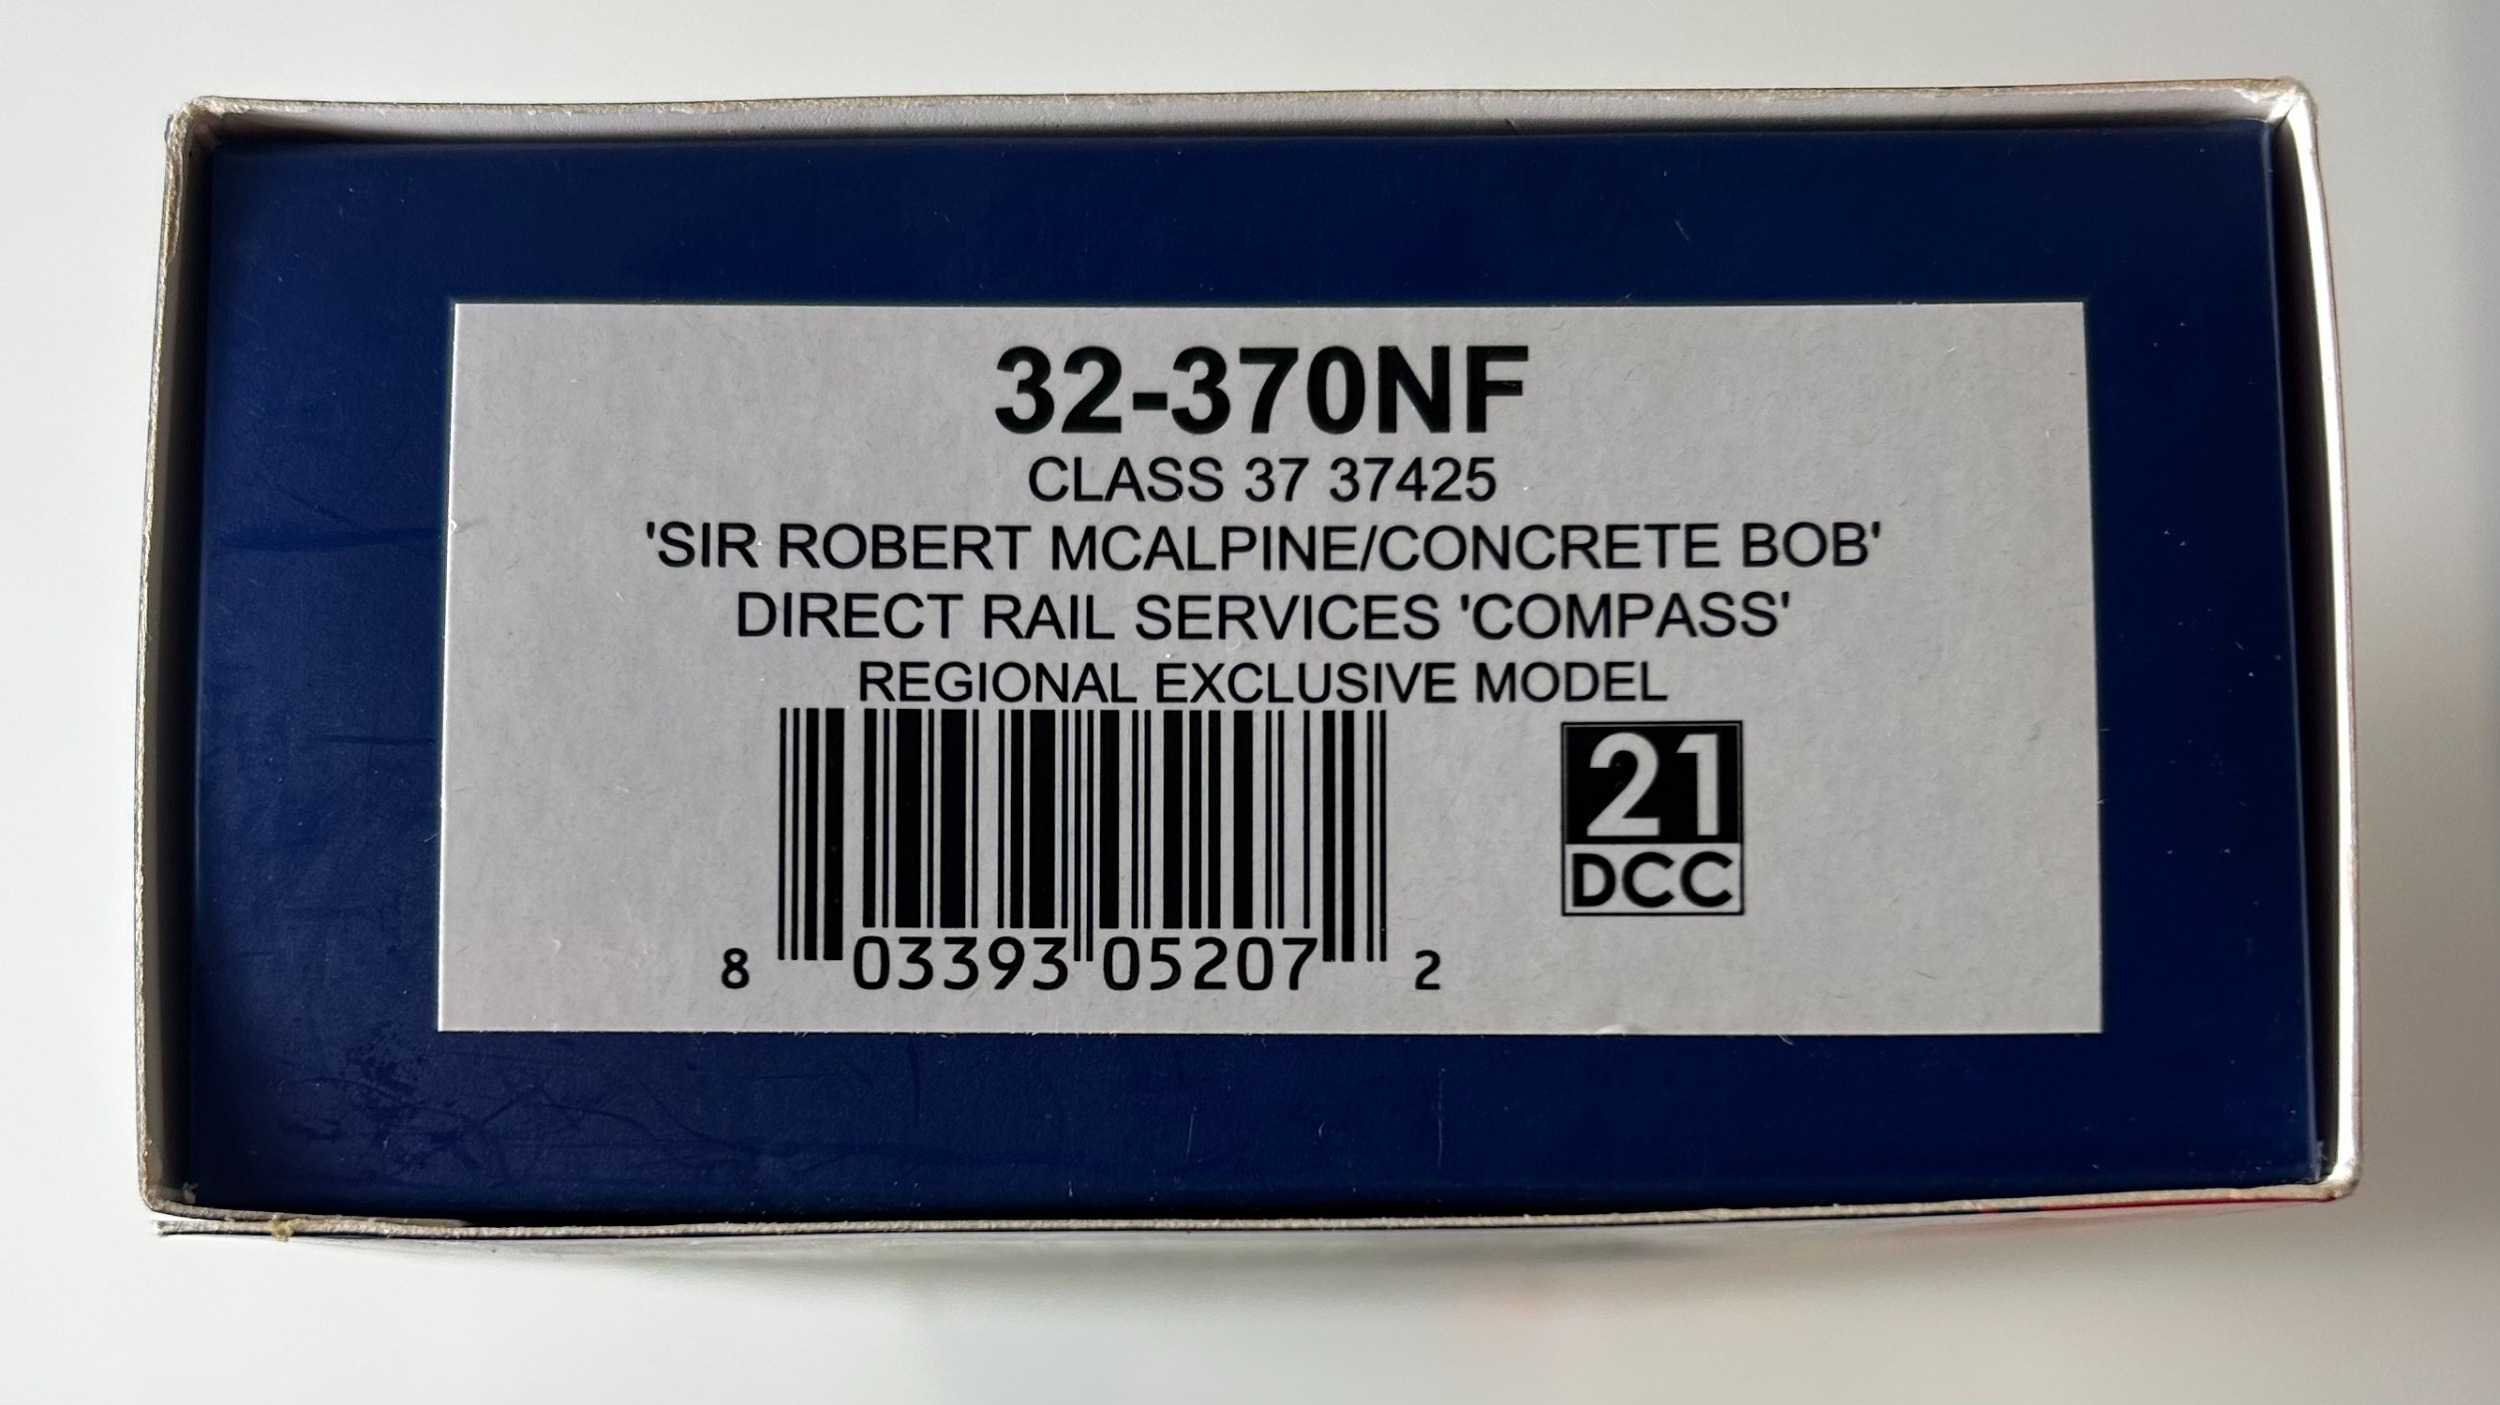 32-370NF
CLASS 37 37425
'SIR ROBERT MCALPINE/CONCRETE BOB'
DIRECT RAIL SERVICES 'COMPASS'
REGIONAL EXCLUSIVE MODEL
21
DCC
8 03393 05207 2